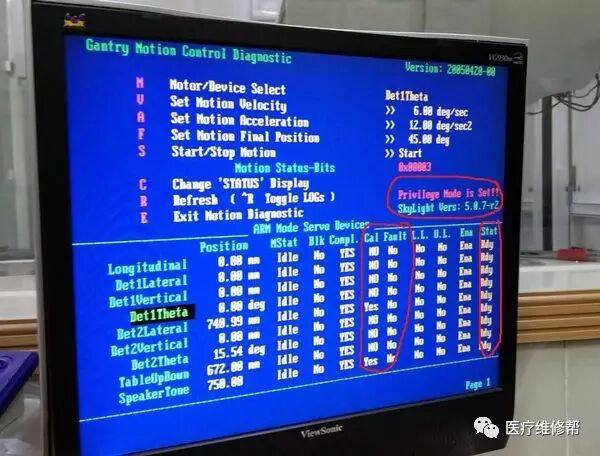 ViewSonic
VG930m
Gantry Motion Control Diagnostic
Version: 20050420-00
M Motor/Device Select Det1Theta
V Set Motion Velocity >> 6.00 deg/sec
A Set Motion Acceleration >> 12.00 deg/sec2
F Set Motion Final Position >> 45.00 deg
S Start/Stop Motion >> Start
Motion Status-Bits 0x00003
C Change 'STATUS' Display Privilege Mode is Set!!
R Refresh ( ^R Toggle LOGs) SkyLight Vers: 5.0.7-r2
E Exit Motion Diagnostic
ARM Mode Servo Devices
Position MStat Blk Compl. Cal Fault L.L. U.L. Ena Stat
Longitudinal 0.00 mm Idle No YES NO No No No Ena Rdy
Det1Lateral 0.00 mm Idle No YES NO No No No Ena Rdy
Det1Vertical 0.00 mm Idle No YES NO No No No Ena Rdy
Det1Theta 0.00 deg Idle No YES Yes No No No Ena Rdy
Det2Lateral 740.99 mm Idle No YES NO No No No Ena Rdy
Det2Vertical 0.00 mm Idle No YES NO No No No Ena Rdy
Det2Theta 15.54 deg Idle No YES NO No No No Ena Rdy
TableUpDown 672.00 mm Idle No YES Yes No No No Ena Rdy
SpeakerTone 750.00
Page 1
ViewSonic
医疗维修帮